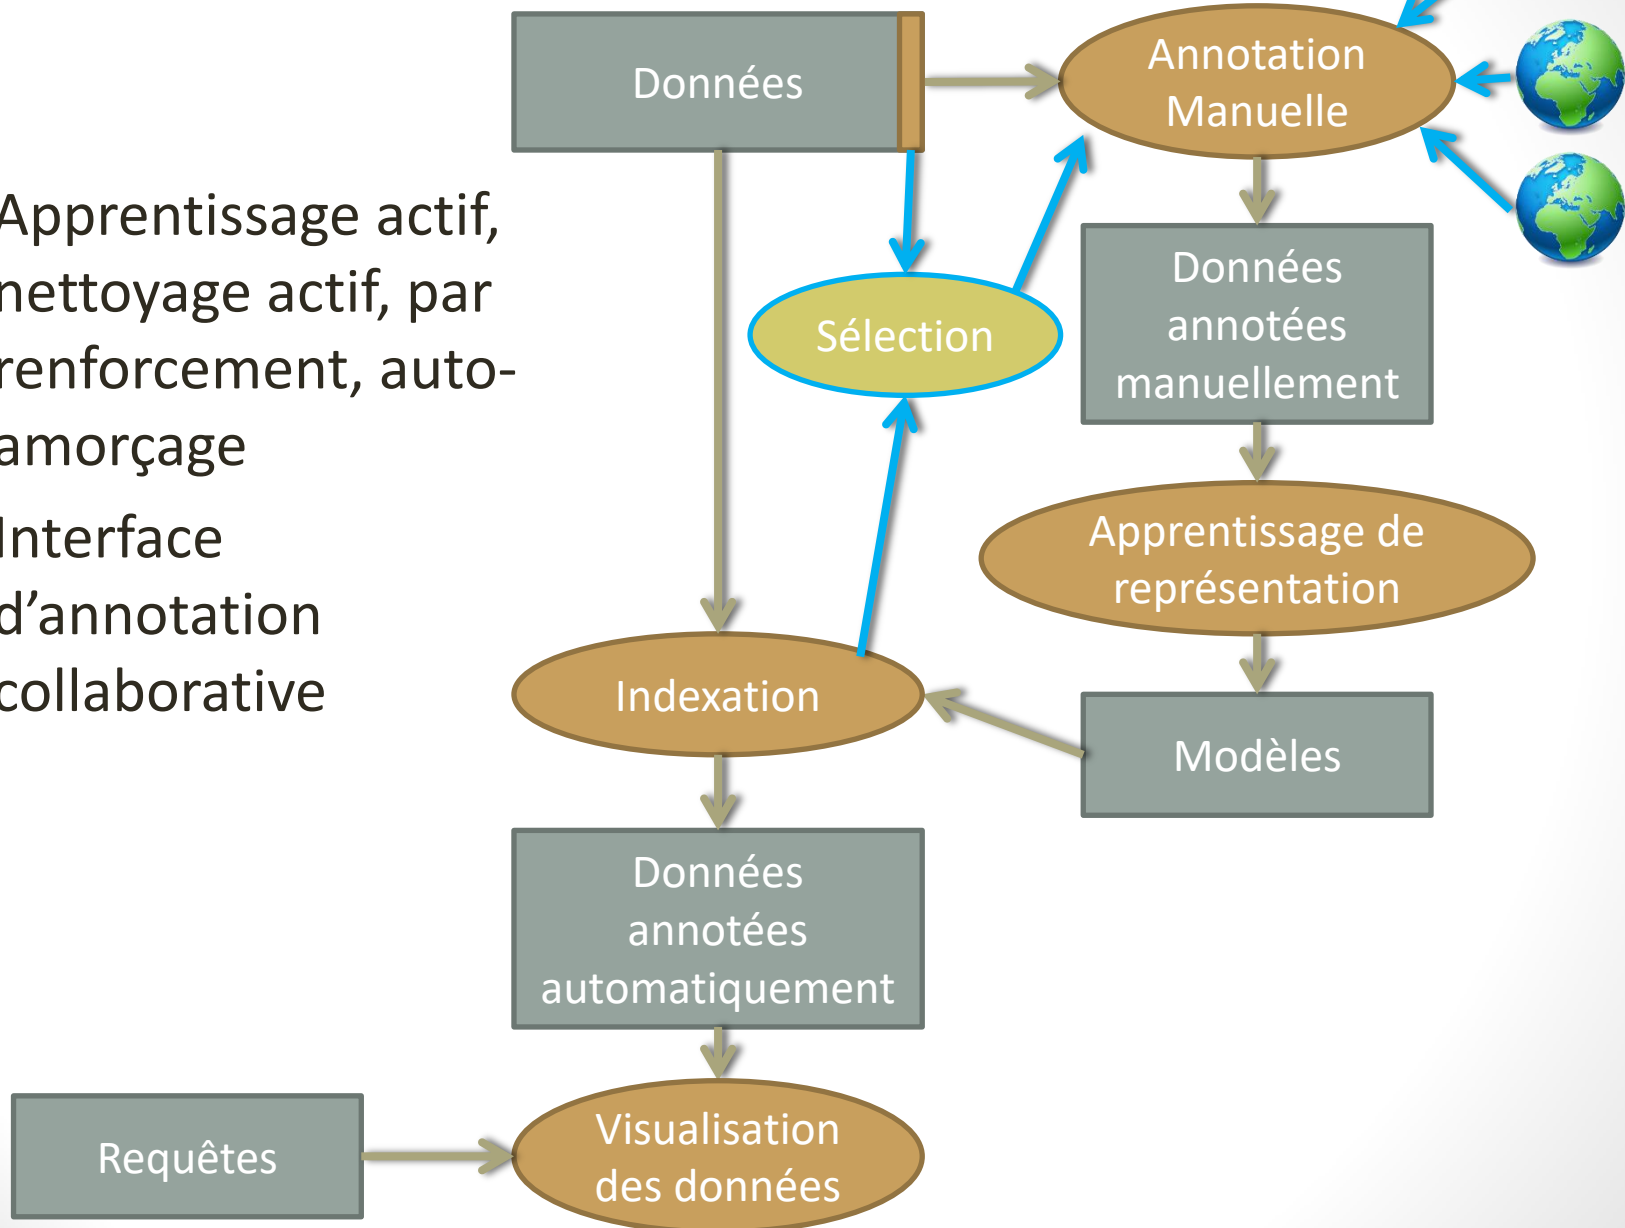 Apprentissage actif,
nettoyage actif, par
renforcement, auto-
amorçage
Interface
d’annotation
collaborative
Données
Annotation
Manuelle
Sélection
Données
annotées
manuellement
Apprentissage de
représentation
Indexation
Modèles
Données
annotées
automatiquement
Requêtes
Visualisation
des données